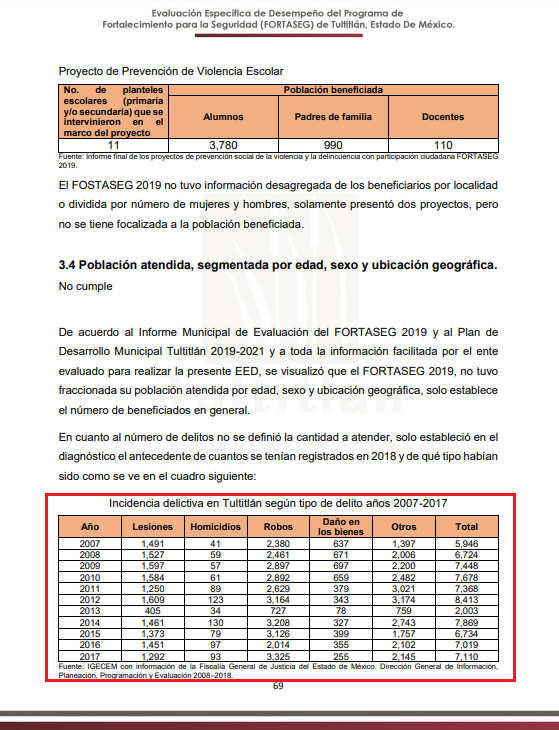 Evaluación Específica de Desempeño del Programa de
Fortalecimiento para la Seguridad (FORTASEG) de Tultitlán, Estado De México.
Proyecto de Prevención de Violencia Escolar
No. de planteles escolares (primaria y/o secundaria) que se intervinieron en el marco del proyecto | Población beneficiada
Alumnos | Padres de familia | Docentes
11 | 3,780 | 990 | 110
Fuente: Informe final de los proyectos de prevención social de la violencia y la delincuencia con participación ciudadana FORTASEG
2019.
El FOSTASEG 2019 no tuvo información desagregada de los beneficiarios por localidad
o dividida por número de mujeres y hombres, solamente presentó dos proyectos, pero
no se tiene focalizada a la población beneficiada.
3.4 Población atendida, segmentada por edad, sexo y ubicación geográfica.
No cumple
De acuerdo al Informe Municipal de Evaluación del FORTASEG 2019 y al Plan de
Desarrollo Municipal Tultitlán 2019-2021 y a toda la información facilitada por el ente
evaluado para realizar la presente EED, se visualizó que el FORTASEG 2019, no tuvo
fraccionada su población atendida por edad, sexo y ubicación geográfica, solo establece
el número de beneficiados en general.
En cuanto al número de delitos no se definió la cantidad a atender, solo estableció en el
diagnóstico el antecedente de cuantos se tenían registrados en 2018 y de qué tipo habían
sido como se ve en el cuadro siguiente:
Incidencia delictiva en Tultitlán según tipo de delito años 2007-2017
Año | Lesiones | Homicidios | Robos | Daño en los bienes | Otros | Total
2007 | 1,491 | 41 | 2,380 | 637 | 1,397 | 5,946
2008 | 1,527 | 59 | 2,461 | 671 | 2,006 | 6,724
2009 | 1,597 | 57 | 2,897 | 697 | 2,200 | 7,448
2010 | 1,584 | 61 | 2,892 | 659 | 2,482 | 7,678
2011 | 1,250 | 89 | 2,629 | 379 | 3,021 | 7,368
2012 | 1,609 | 123 | 3,164 | 343 | 3,174 | 8,413
2013 | 405 | 34 | 727 | 78 | 759 | 2,003
2014 | 1,461 | 130 | 3,208 | 327 | 2,743 | 7,869
2015 | 1,373 | 79 | 3,126 | 399 | 1,757 | 6,734
2016 | 1,451 | 97 | 2,014 | 355 | 2,102 | 7,019
2017 | 1,292 | 93 | 3,325 | 255 | 2,145 | 7,110
Fuente: IGECEM con información de la Fiscalía General de Justicia del Estado de México. Dirección General de Información,
Planeación, Programación y Evaluación 2008–2018.
69